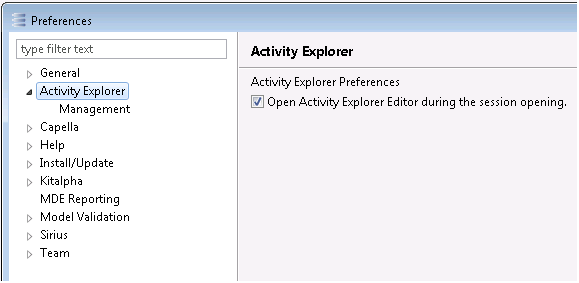 Preferences
type filter text
General
Activity Explorer
Management
Capella
Help
Install/Update
Kitalpha
MDE Reporting
Model Validation
Sirius
Team
Activity Explorer
Activity Explorer Preferences
Open Activity Explorer Editor during the session opening.